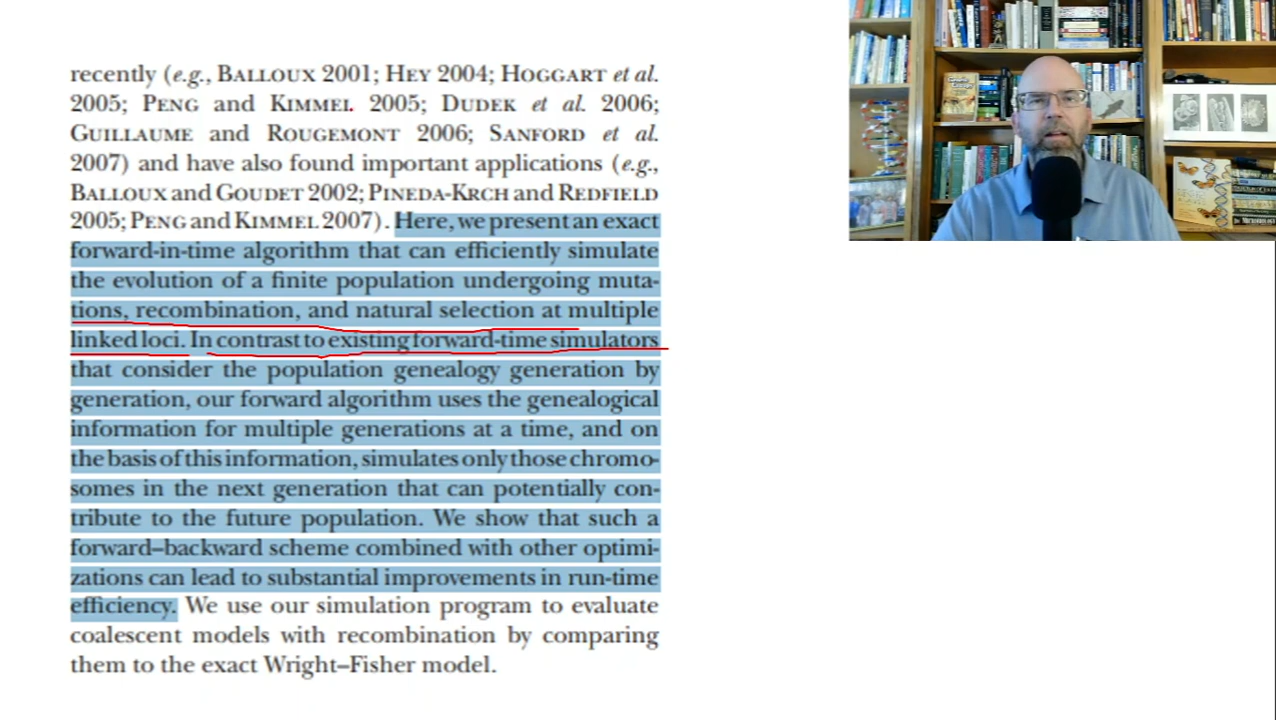 recently (e.g., BALLOUX 2001; HEY 2004; HOGGART et al.
2005; PENG and KIMMEL 2005; DUDEK et al. 2006;
GUILLAUME and ROUGEMONT 2006; SANFORD et al.
2007) and have also found important applications (e.g.,
BALLOUX and GOUDET 2002; PINEDA-KRCH and REDFIELD
2005; PENG and KIMMEL 2007). Here, we present an exact
forward-in-time algorithm that can efficiently simulate
the evolution of a finite population undergoing muta-
tions, recombination, and natural selection at multiple
linked loci. In contrast to existing forward-time simulators
that consider the population genealogy generation by
generation, our forward algorithm uses the genealogical
information for multiple generations at a time, and on
the basis of this information, simulates only those chromo-
somes in the next generation that can potentially con-
tribute to the future population. We show that such a
forward–backward scheme combined with other optimi-
zations can lead to substantial improvements in run-time
efficiency. We use our simulation program to evaluate
coalescent models with recombination by comparing
them to the exact Wright–Fisher model.